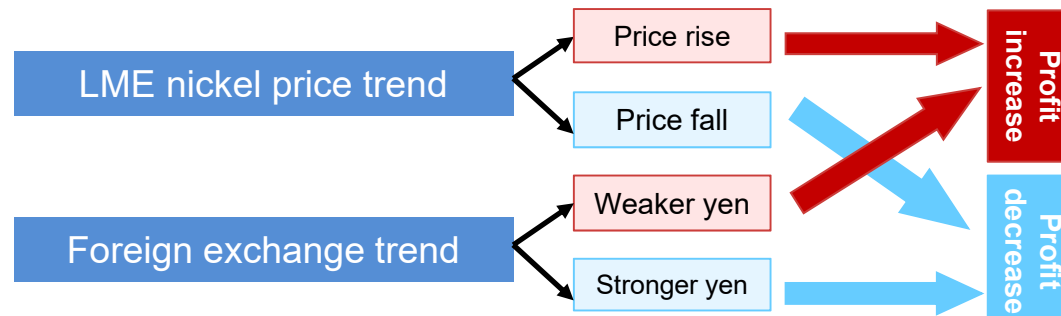 LME nickel price trend
Price rise
Price fall
Foreign exchange trend
Weaker yen
Stronger yen
Profit
increase
Profit
decrease